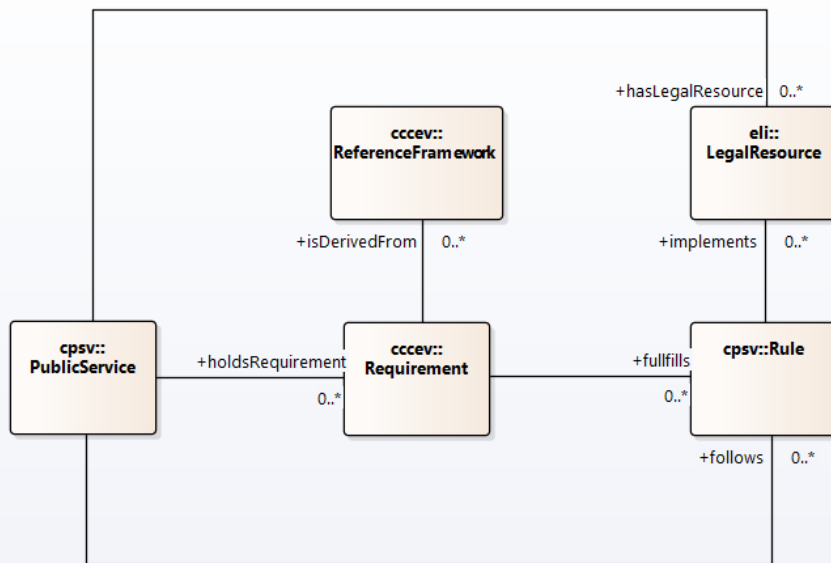 +hasLegalResource 0..*
cccev::
ReferenceFramework
eli::
LegalResource
+isDerivedFrom 0..*
+implements 0..*
cpsv::
PublicService
+holdsRequirement
0..*
cccev::
Requirement
+fullfills
0..*
cpsv::Rule
+follows 0..*